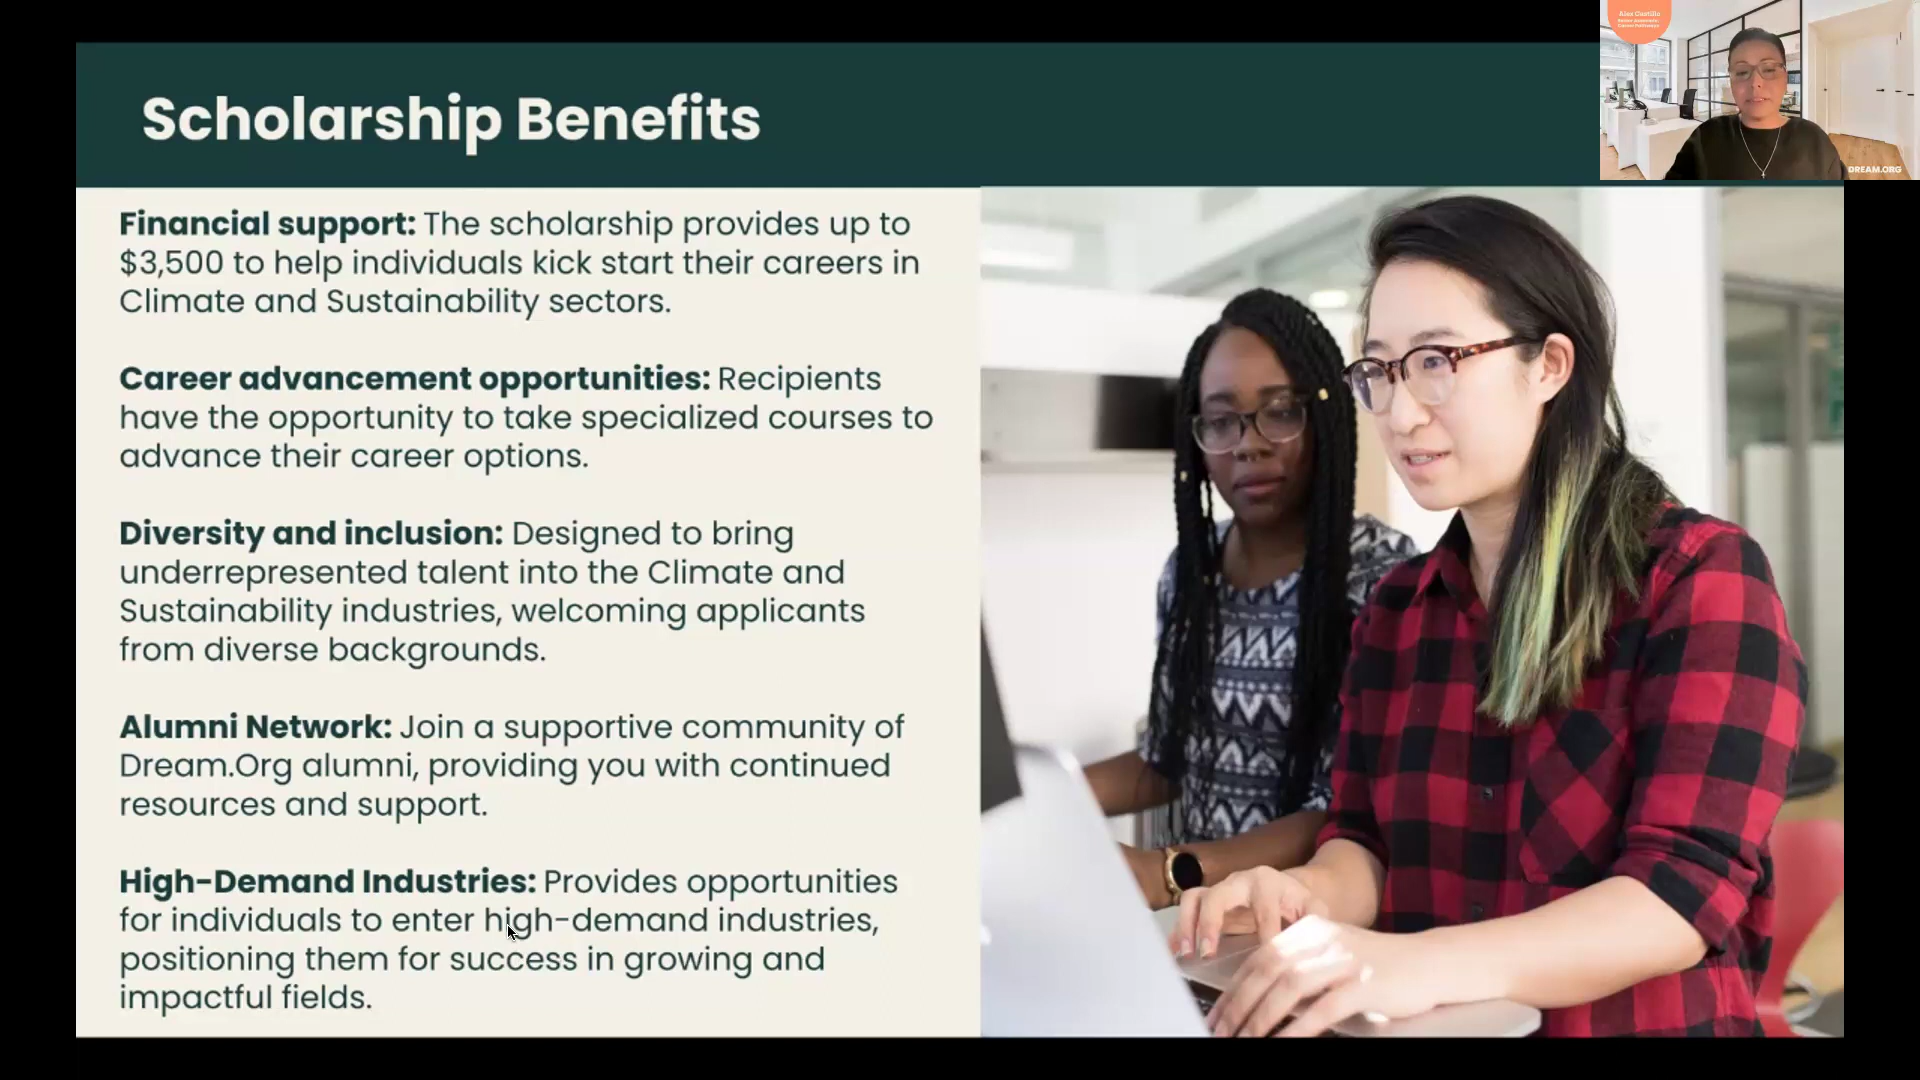 Scholarship Benefits
Financial support: The scholarship provides up to
$3,500 to help individuals kick start their careers in
Climate and Sustainability sectors.
Career advancement opportunities: Recipients
have the opportunity to take specialized courses to
advance their career options.
Diversity and inclusion: Designed to bring
underrepresented talent into the Climate and
Sustainability industries, welcoming applicants
from diverse backgrounds.
Alumni Network: Join a supportive community of
Dream.Org alumni, providing you with continued
resources and support.
High-Demand Industries: Provides opportunities
for individuals to enter high-demand industries,
positioning them for success in growing and
impactful fields.
Alex Castillo
DREAM.ORG